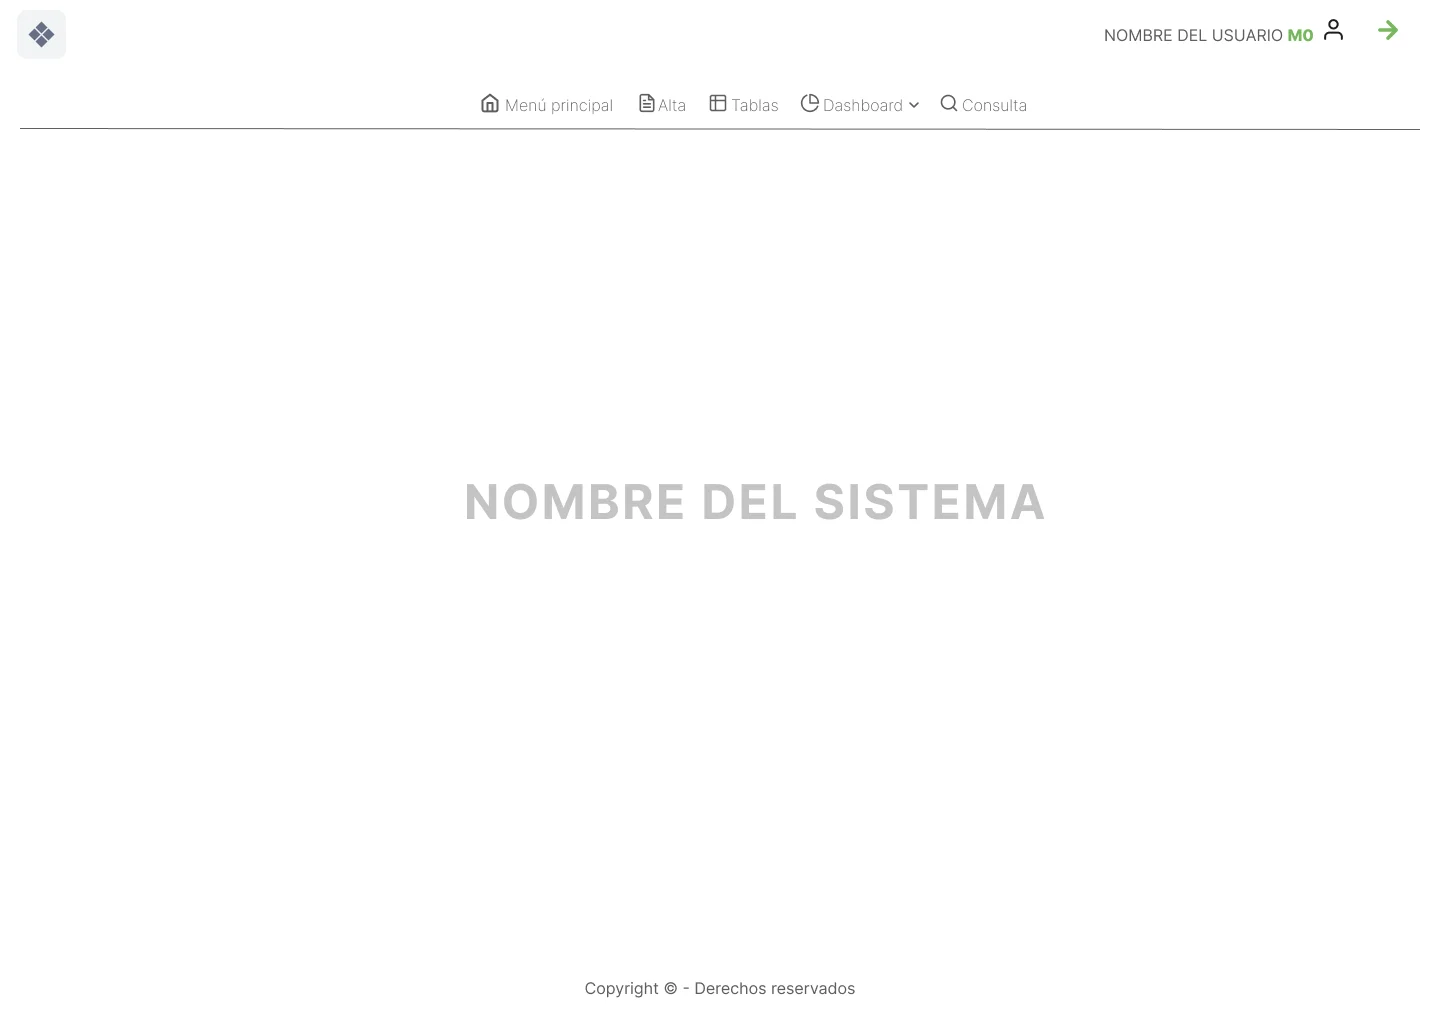 NOMBRE DEL USUARIO M0
Menú principal Alta Tablas Dashboard Consulta
NOMBRE DEL SISTEMA
Copyright © - Derechos reservados